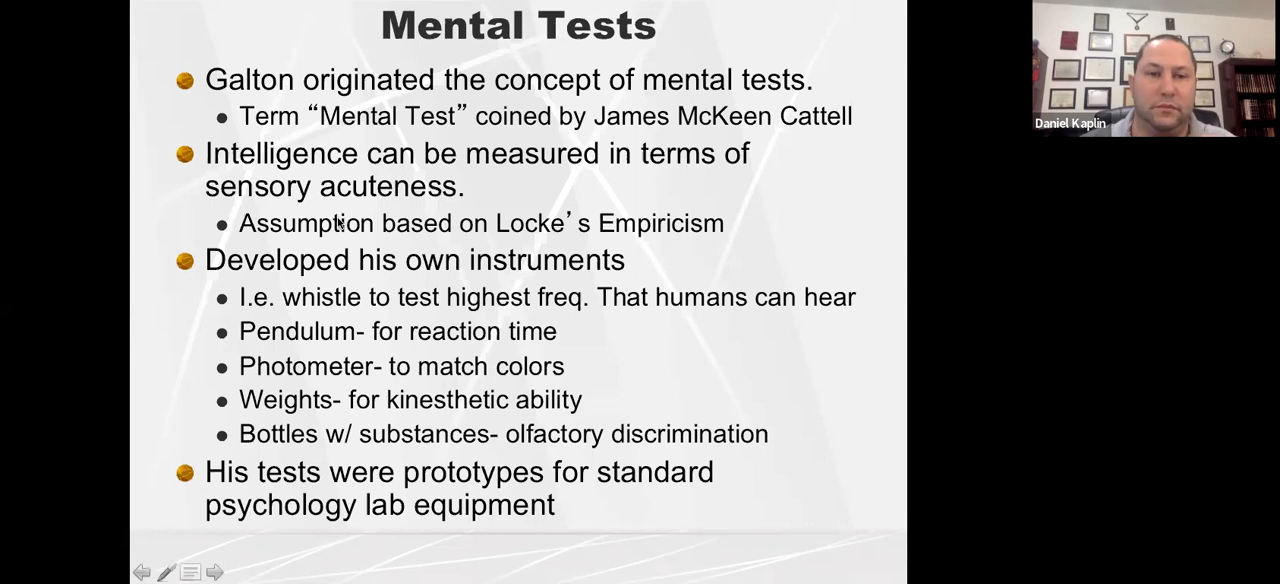 Mental Tests
Galton originated the concept of mental tests.
Term “Mental Test” coined by James McKeen Cattell
Intelligence can be measured in terms of
sensory acuteness.
Assumption based on Locke’s Empiricism
Developed his own instruments
I.e. whistle to test highest freq. That humans can hear
Pendulum- for reaction time
Photometer- to match colors
Weights- for kinesthetic ability
Bottles w/ substances- olfactory discrimination
His tests were prototypes for standard
psychology lab equipment
Daniel Kaplin